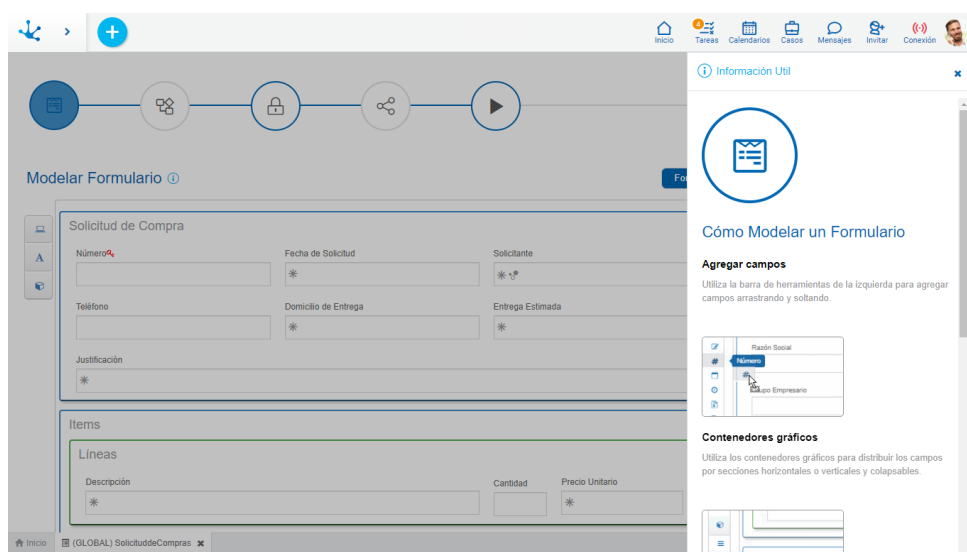 4
Inicio
Tareas
Calendarios
Casos
Mensajes
Invitar
Conexión
Modelar Formulario
Solicitud de Compra
Número
Fecha de Solicitud
Solicitante
Teléfono
Domicilio de Entrega
Entrega Estimada
Justificación
Items
Líneas
Descripción
Cantidad
Precio Unitario
Inicio
(GLOBAL) SolicituddeCompras
Información Util
Cómo Modelar un Formulario
Agregar campos
Utiliza la barra de herramientas de la izquierda para agregar
campos arrastrando y soltando.
Razón Social
Número
Empresario
Contenedores gráficos
Utiliza los contenedores gráficos para distribuir los campos
por secciones horizontales o verticales y colapsables.